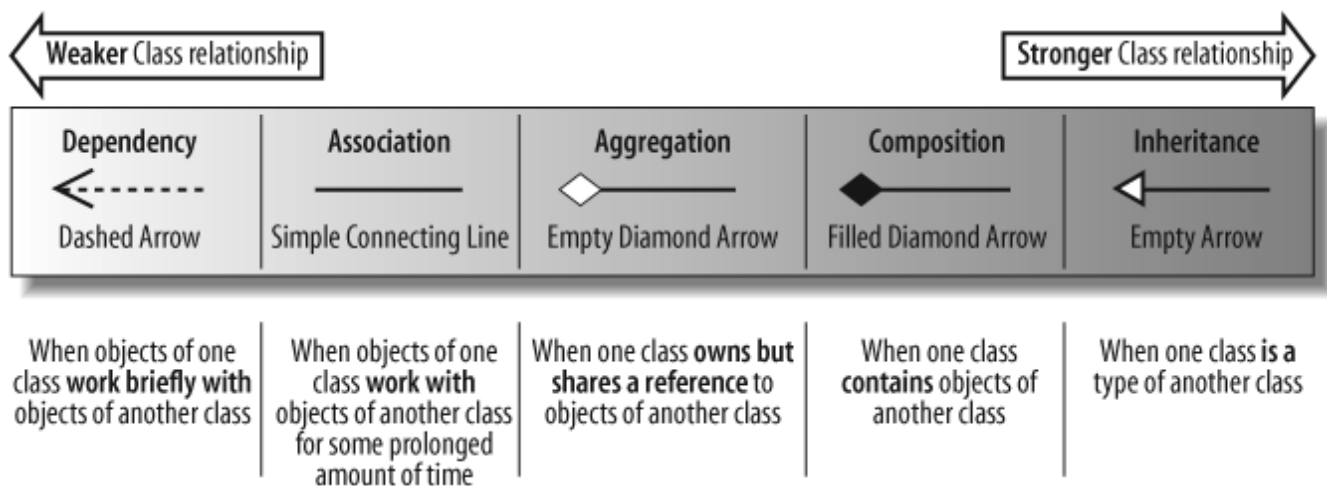 Weaker Class relationship
Stronger Class relationship
Dependency
Association
Aggregation
Composition
Inheritance
Dashed Arrow
Simple Connecting Line
Empty Diamond Arrow
Filled Diamond Arrow
Empty Arrow
When objects of one
class work briefly with
objects of another class
When objects of one
class work with
objects of another class
for some prolonged
amount of time
When one class owns but
shares a reference to
objects of another class
When one class
contains objects of
another class
When one class is a
type of another class